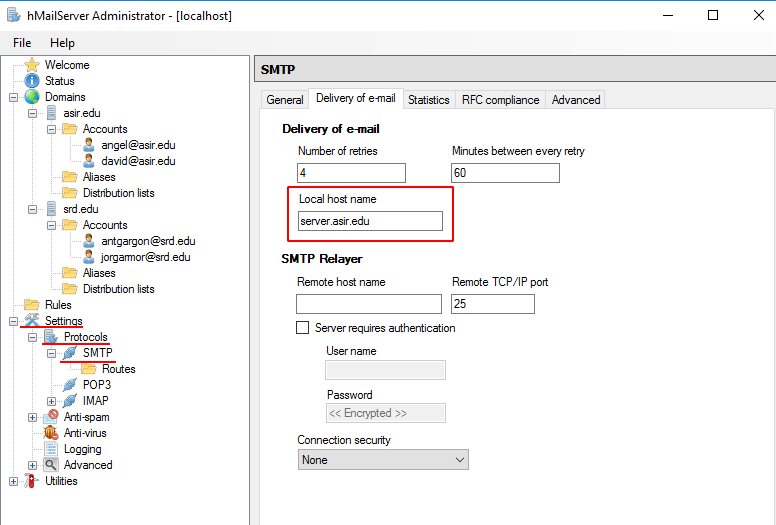 hMailServer Administrator - [localhost]
File Help
Welcome
Status
Domains
asir.edu
Accounts
angel@asir.edu
david@asir.edu
Aliases
Distribution lists
srd.edu
Accounts
antgargon@srd.edu
jorgarmor@srd.edu
Aliases
Distribution lists
Rules
Settings
Protocols
SMTP
Routes
POP3
IMAP
Anti-spam
Anti-virus
Logging
Advanced
Utilities
SMTP
General Delivery of e-mail Statistics RFC compliance Advanced
Delivery of e-mail
Number of retries Minutes between every retry
4 60
Local host name
server.asir.edu
SMTP Relayer
Remote host name Remote TCP/IP port
25
Server requires authentication
User name
Password
<< Encrypted >>
Connection security
None